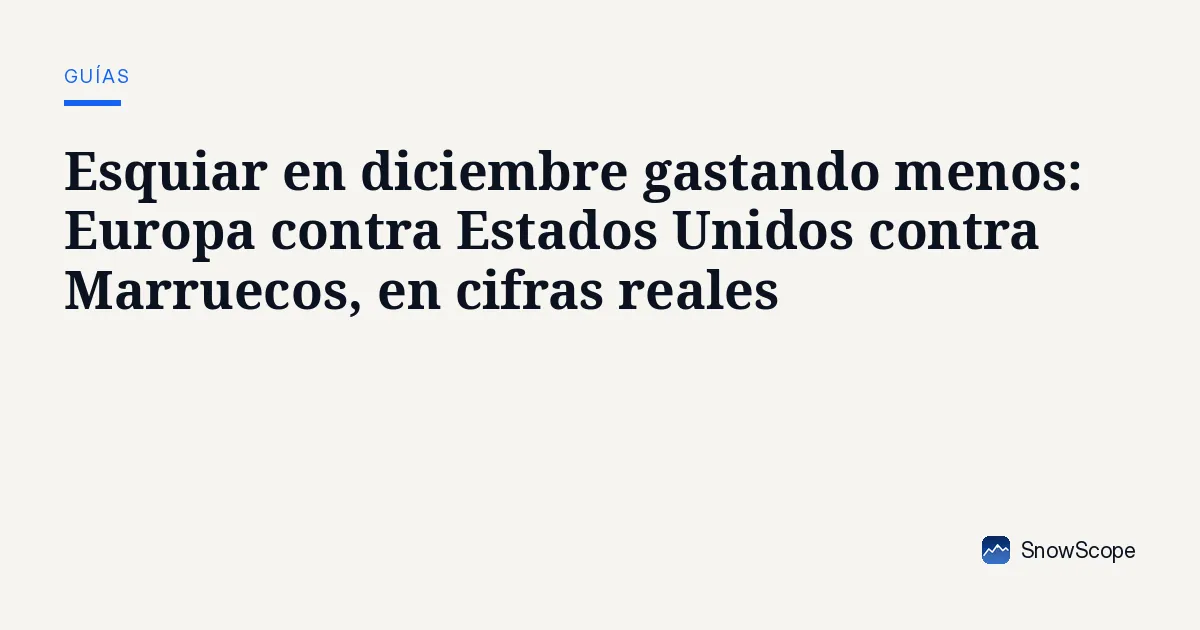 GUÍAS
Esquiar en diciembre gastando menos:
Europa contra Estados Unidos contra
Marruecos, en cifras reales
SnowScope